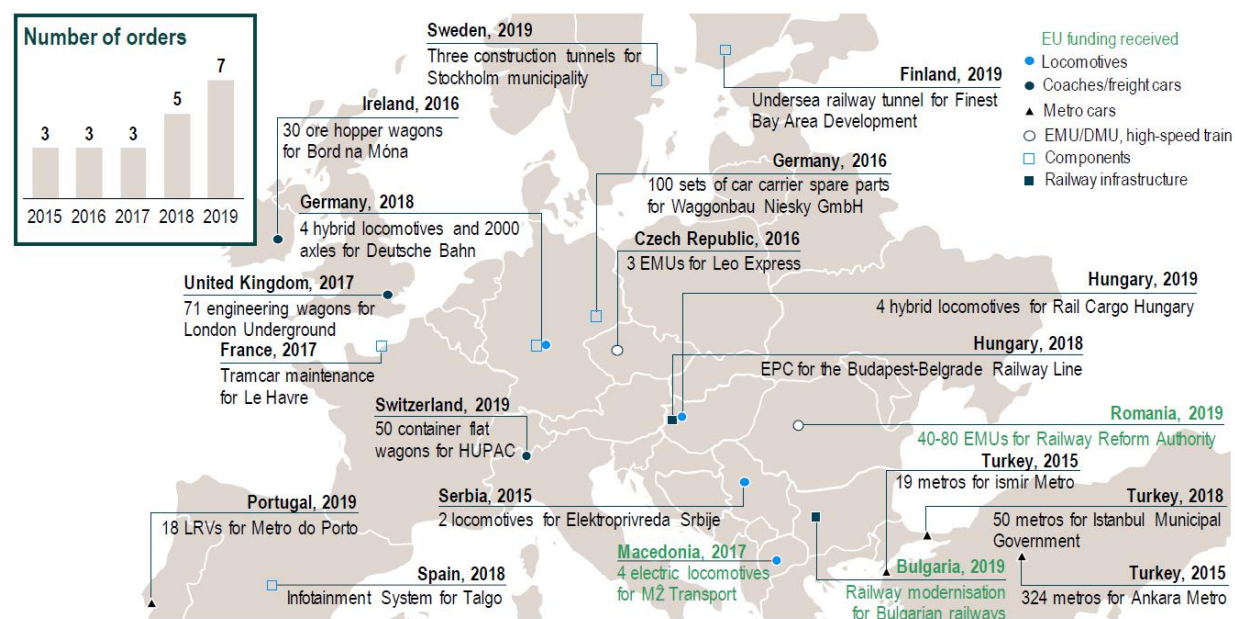 Number of orders
3
3
3
5
7
2015
2016
2017
2018
2019
EU funding received
Locomotives
Coaches/freight cars
Metro cars
EMU/DMU, high-speed train
Components
Railway infrastructure
Sweden, 2019
Three construction tunnels for
Stockholm municipality
Finland, 2019
Undersea railway tunnel for Finest
Bay Area Development
Ireland, 2016
30 ore hopper wagons
for Bord na Móna
Germany, 2016
100 sets of car carrier spare parts
for Waggonbau Niesky GmbH
Germany, 2018
4 hybrid locomotives and 2000
axles for Deutsche Bahn
Czech Republic, 2016
3 EMUs for Leo Express
United Kingdom, 2017
71 engineering wagons for
London Underground
Hungary, 2019
4 hybrid locomotives for Rail Cargo Hungary
France, 2017
Tramcar maintenance
for Le Havre
Hungary, 2018
EPC for the Budapest-Belgrade Railway Line
Switzerland, 2019
50 container flat
wagons for HUPAC
Romania, 2019
40-80 EMUs for Railway Reform Authority
Turkey, 2015
19 metros for ismir Metro
Portugal, 2019
18 LRVs for Metro do Porto
Serbia, 2015
2 locomotives for Elektroprivreda Srbije
Turkey, 2018
50 metros for Istanbul Municipal
Government
Macedonia, 2017
4 electric locomotives
for MŽ Transport
Bulgaria, 2019
Railway modernisation
for Bulgarian railways
Spain, 2018
Infotainment System for Talgo
Turkey, 2015
324 metros for Ankara Metro